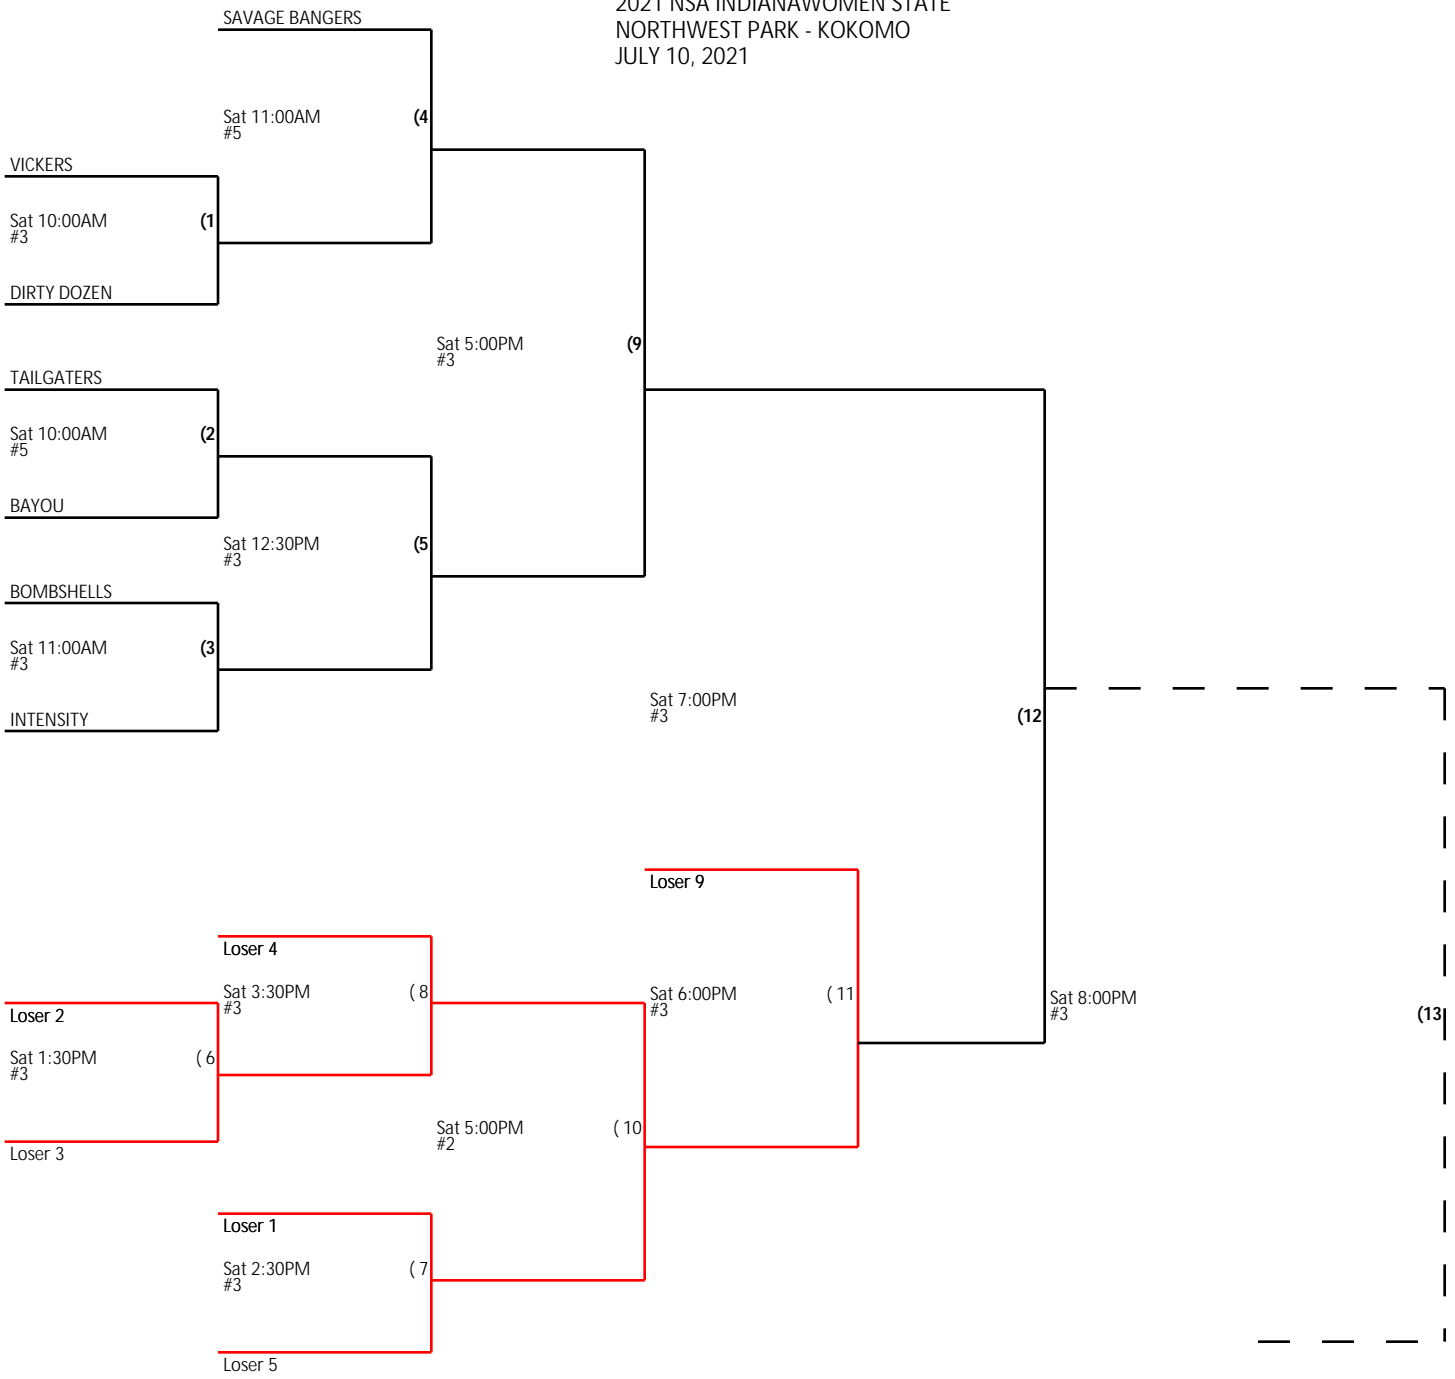 2021 NSA INDIANAWOMEN STATE
NORTHWEST PARK - KOKOMO
JULY 10, 2021
SAVAGE BANGERS
Sat 11:00AM (4
#5
VICKERS
Sat 10:00AM (1
#3
DIRTY DOZEN
Sat 5:00PM (9
#3
TAILGATERS
Sat 10:00AM (2
#5
BAYOU
Sat 12:30PM (5
#3
BOMBSHELLS
Sat 11:00AM (3
#3
INTENSITY
Sat 7:00PM (12
#3
Loser 9
Loser 4
Sat 3:30PM ( 8
#3
Sat 6:00PM ( 11
#3
Sat 8:00PM (13
#3
Loser 2
Sat 1:30PM ( 6
#3
Loser 3
Sat 5:00PM ( 10
#2
Loser 1
Sat 2:30PM ( 7
#3
Loser 5